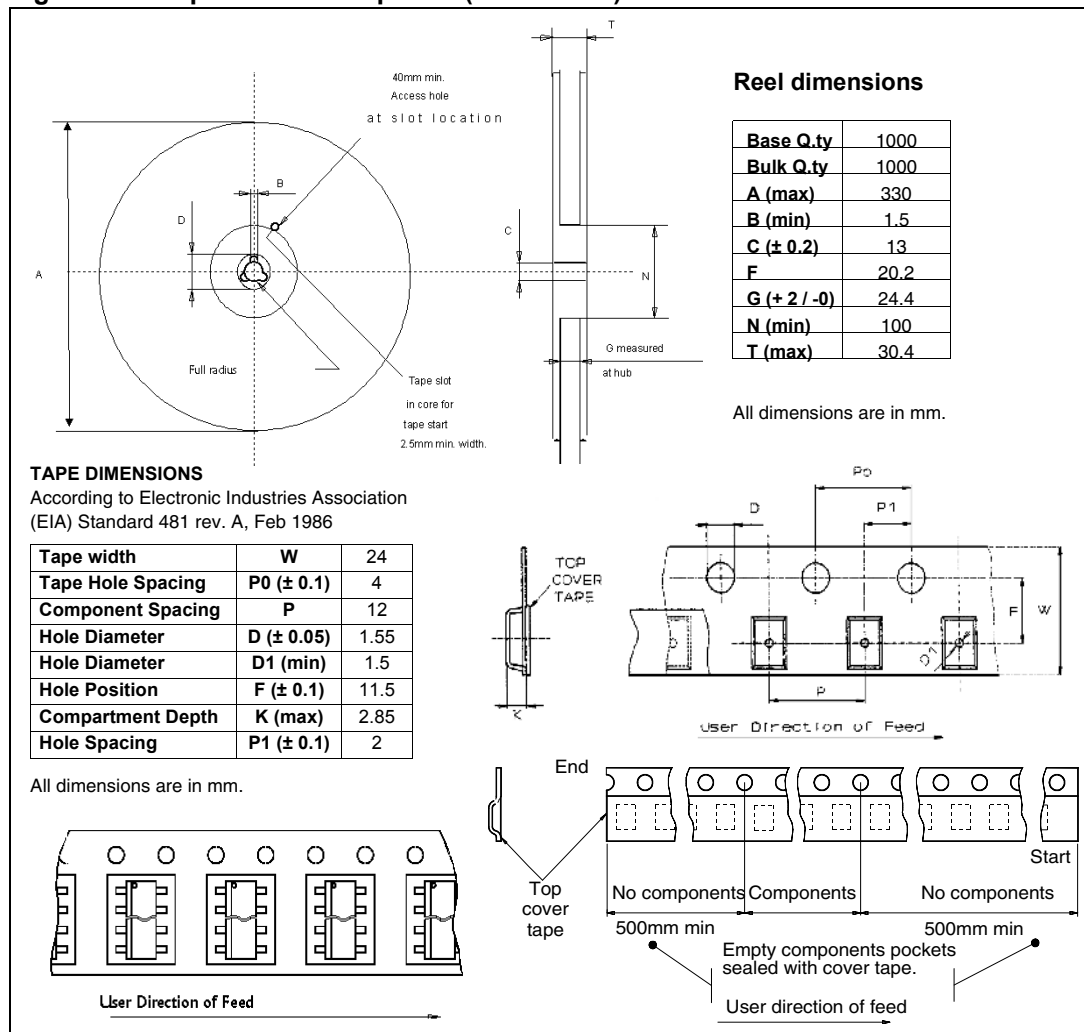 T
40mm min.
Access hole
at slot location
B
D
C
A
N
Full radius
G measured
at hub
Tape slot
in core for
tape start
2.5mm min. width.
Reel dimensions
Base Q.ty 1000
Bulk Q.ty 1000
A (max) 330
B (min) 1.5
C (± 0.2) 13
F 20.2
G (+ 2 / -0) 24.4
N (min) 100
T (max) 30.4
All dimensions are in mm.
TAPE DIMENSIONS
According to Electronic Industries Association
(EIA) Standard 481 rev. A, Feb 1986
Tape width W 24
Tape Hole Spacing P0 (± 0.1) 4
Component Spacing P 12
Hole Diameter D (± 0.05) 1.55
Hole Diameter D1 (min) 1.5
Hole Position F (± 0.1) 11.5
Compartment Depth K (max) 2.85
Hole Spacing P1 (± 0.1) 2
All dimensions are in mm.
Po
D
P1
TOP
COVER
TAPE
F
W
D1
K
P
User Direction of Feed
End
Start
Top
cover
tape
No components
Components
No components
500mm min
500mm min
Empty components pockets
sealed with cover tape.
User direction of feed
User Direction of Feed